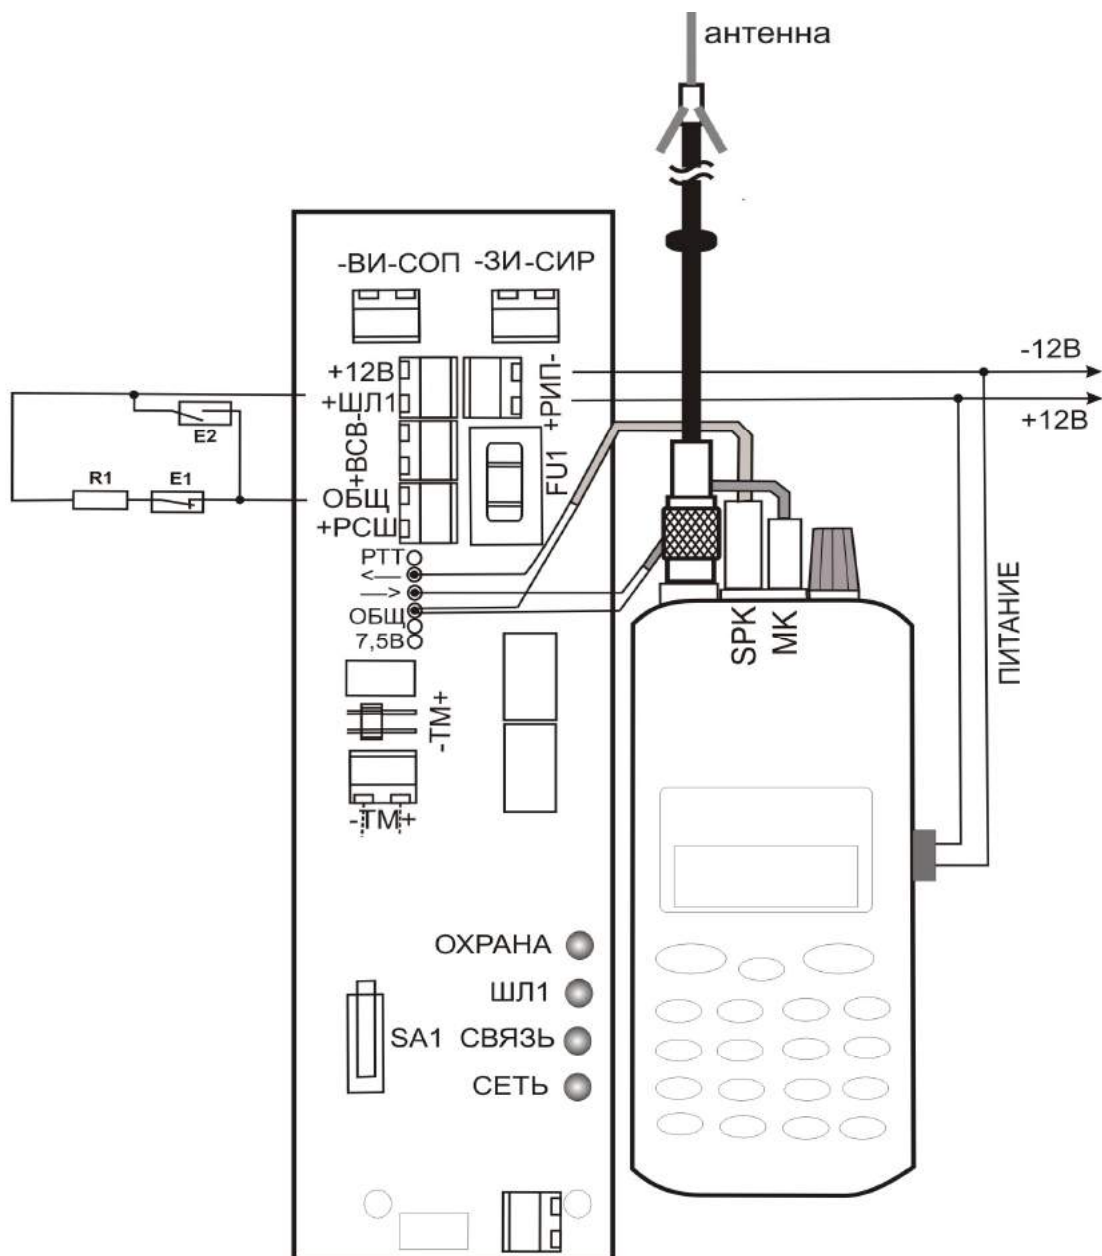 антенна
-ВИ-СОП
-ЗИ-СИР
+12В
+ШЛ1
+ВСВ-
ОБЩ
+РСШ
+РИП-
FU1
-12В
+12В
E2
R1
E1
РТТ
<—
—>
ОБЩ
7,5В
-ТМ+
-ТМ+
SPK
МК
ПИТАНИЕ
ОХРАНА
ШЛ1
SA1 СВЯЗЬ
СЕТЬ